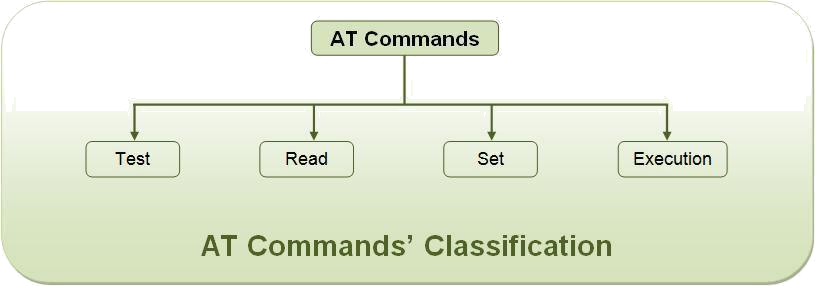 AT Commands
Test
Read
Set
Execution
AT Commands’ Classification